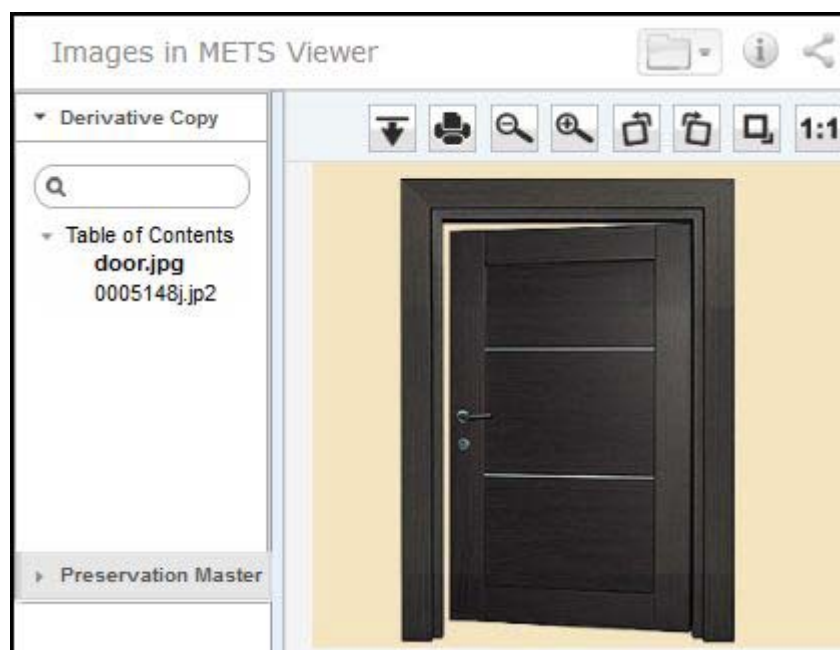 Images in METS Viewer
Derivative Copy
Table of Contents
door.jpg
0005148j.jp2
Preservation Master
1:1